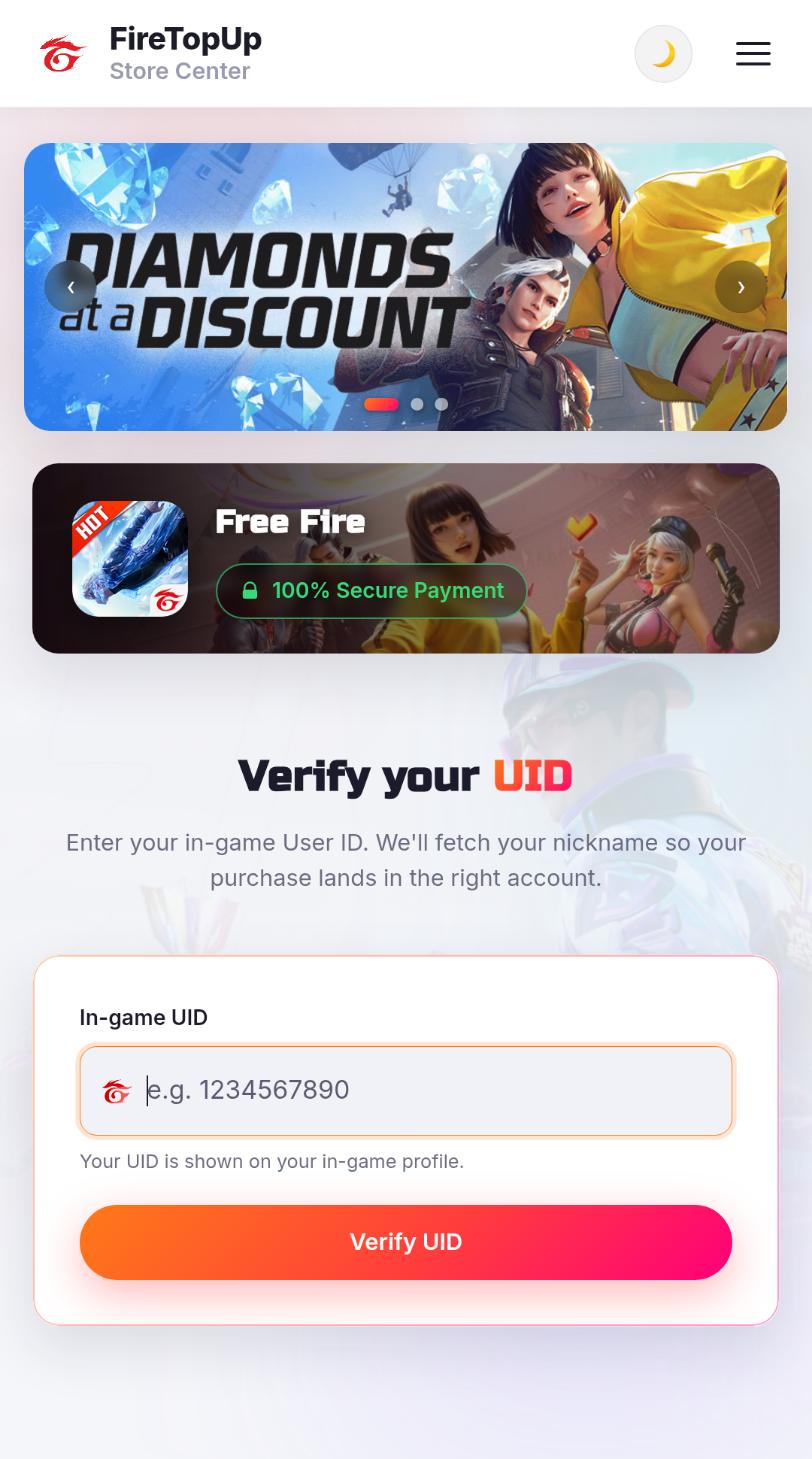 FireTopUp
Store Center
DIAMONDS
at a DISCOUNT
HOT
Free Fire
100% Secure Payment
Verify your UID
Enter your in-game User ID. We'll fetch your nickname so your
purchase lands in the right account.
In-game UID
e.g. 1234567890
Your UID is shown on your in-game profile.
Verify UID